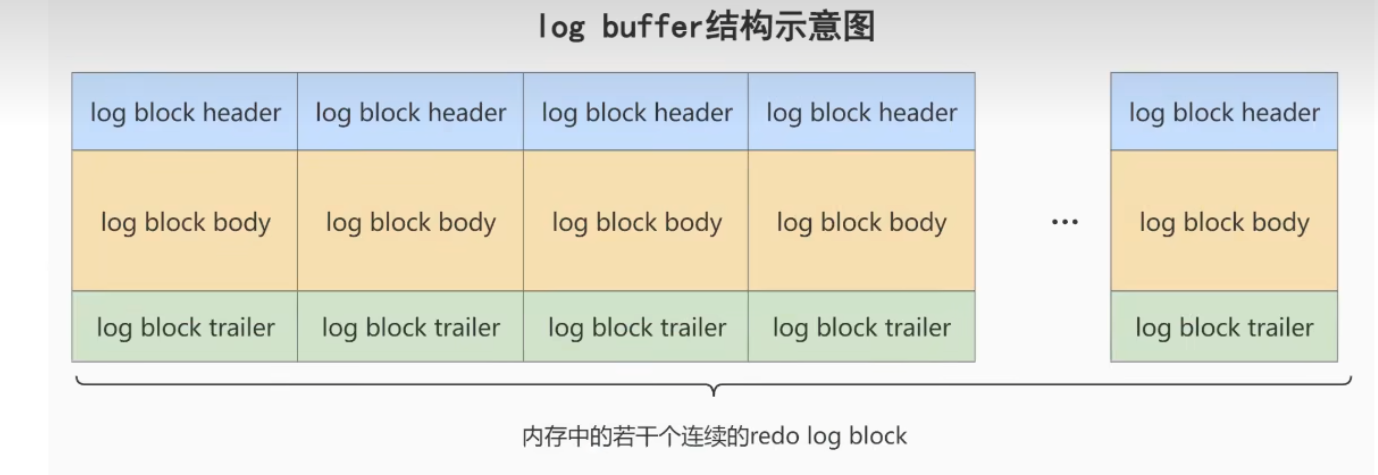 log buffer结构示意图
log block header log block header log block header log block header log block header
log block body log block body log block body log block body ... log block body
log block trailer log block trailer log block trailer log block trailer log block trailer
内存中的若干个连续的redo log block